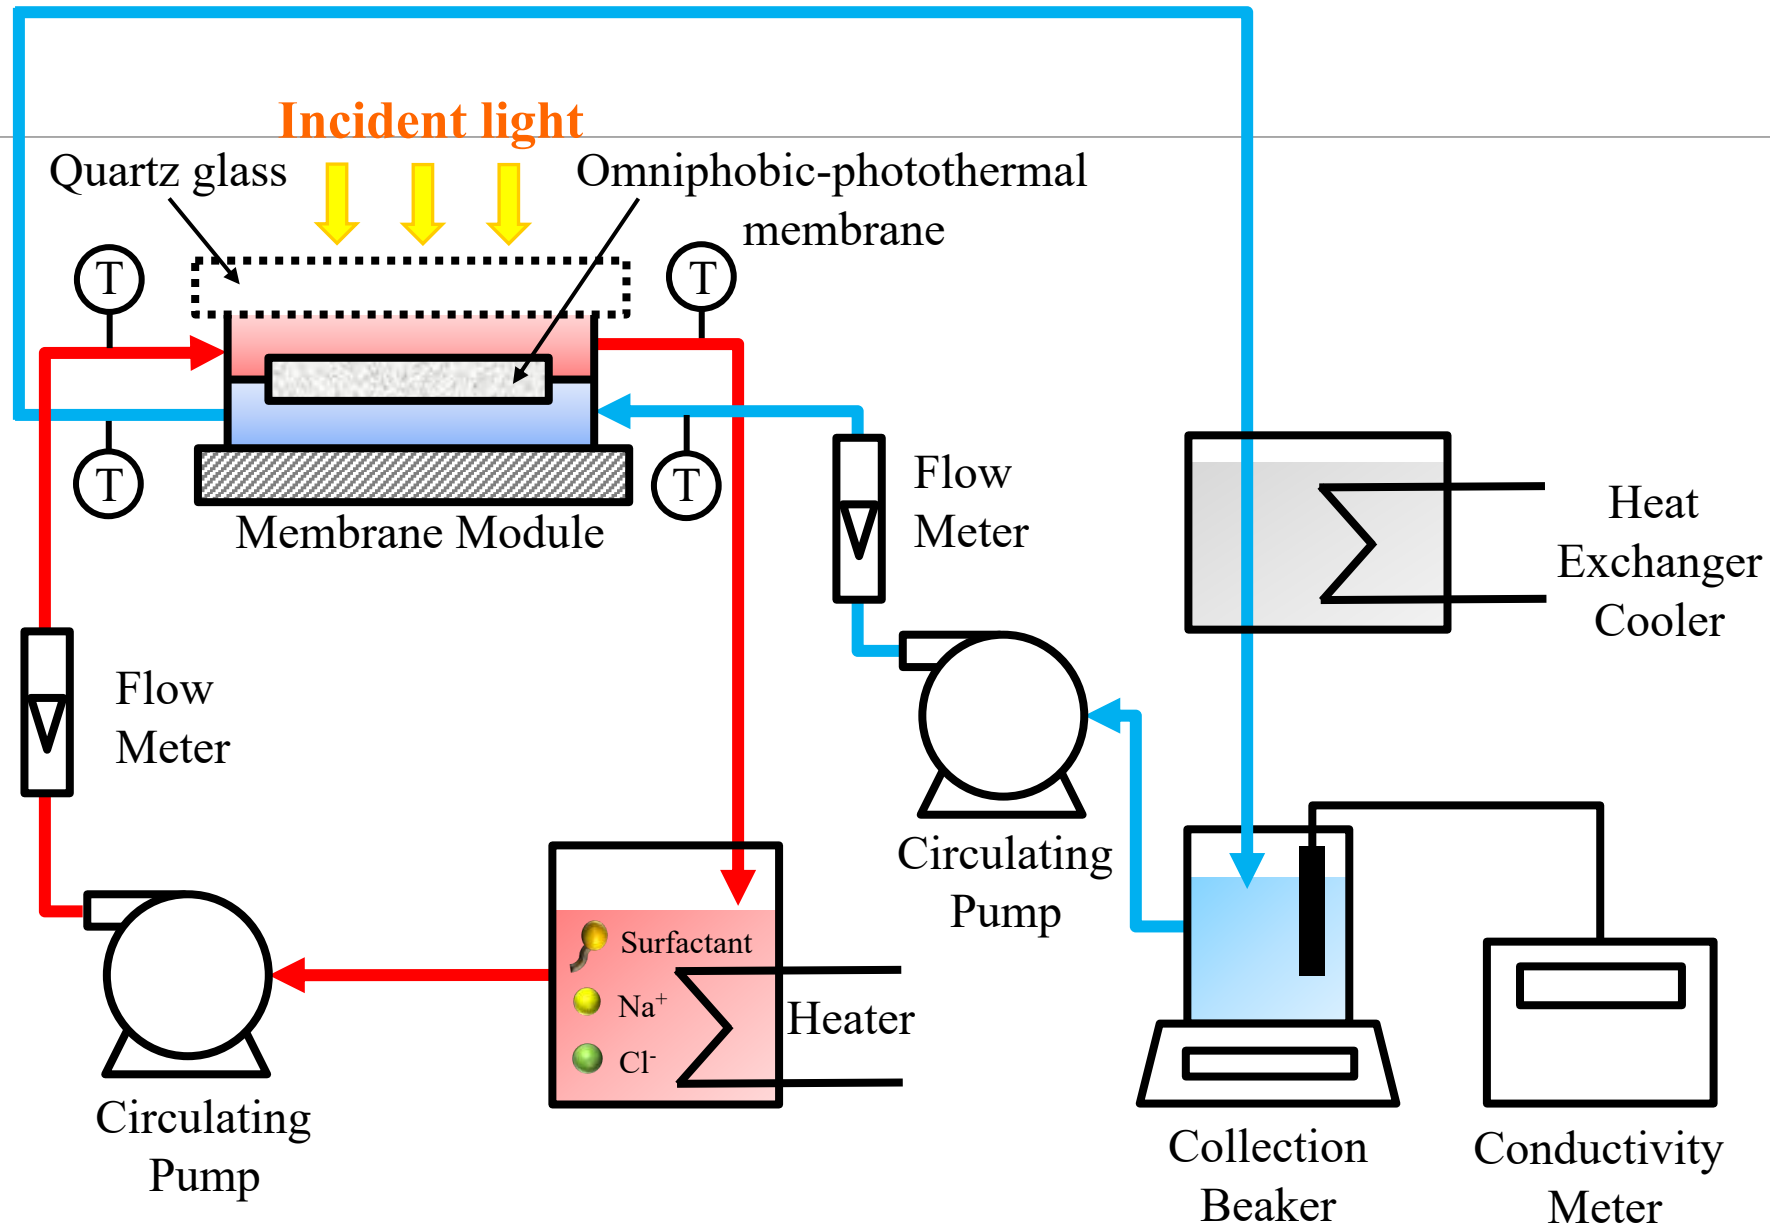 Incident light
Quartz glass
Omniphobic-photothermal
membrane
T
T
T
T
Membrane Module
Flow
Meter
Heat
Exchanger
Cooler
Flow
Meter
Circulating
Pump
Surfactant
Na⁺
Cl⁻
Heater
Circulating
Pump
Collection
Beaker
Conductivity
Meter